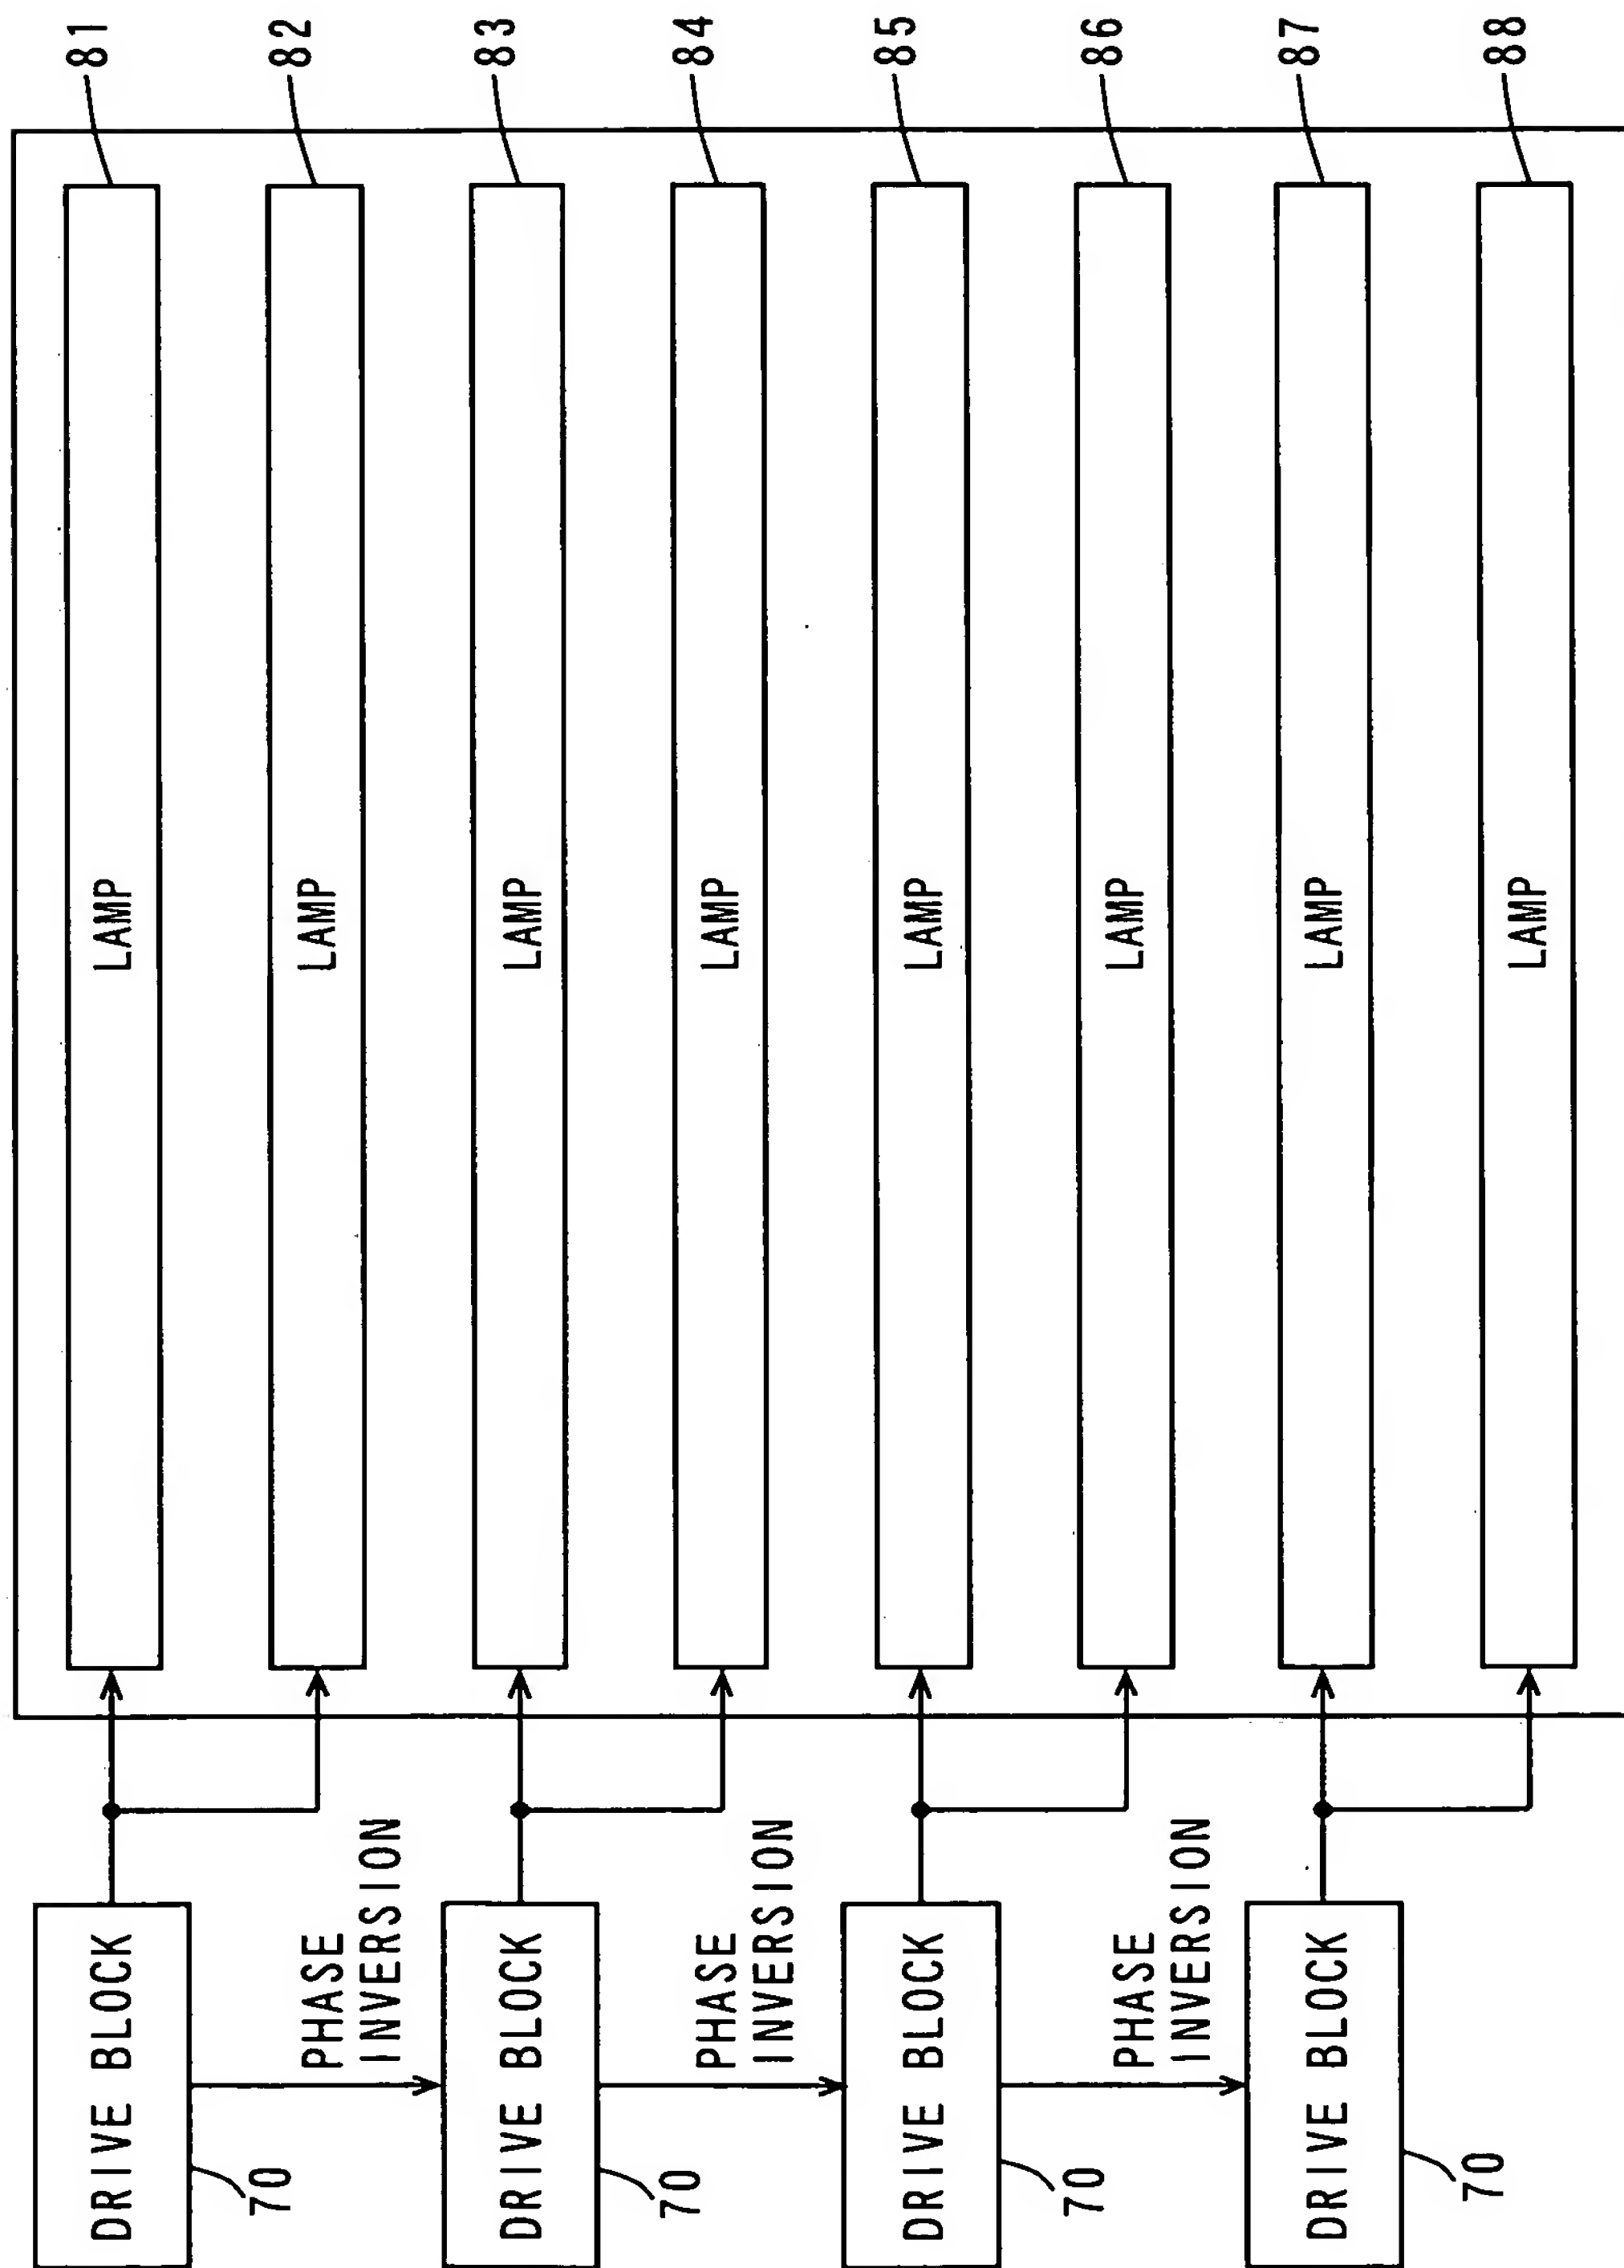 81
82
83
84
85
86
87
88
LAMP
LAMP
LAMP
LAMP
LAMP
LAMP
LAMP
LAMP
PHASE
INVERSION
PHASE
INVERSION
PHASE
INVERSION
DRIVE BLOCK
DRIVE BLOCK
DRIVE BLOCK
DRIVE BLOCK
70
70
70
70